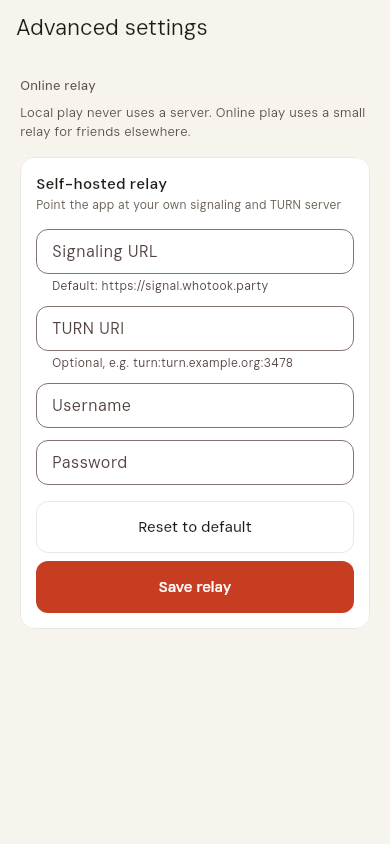 Advanced settings
Online relay
Local play never uses a server. Online play uses a small
relay for friends elsewhere.
Self-hosted relay
Point the app at your own signaling and TURN server
Signaling URL
Default: https://signal.whotook.party
TURN URI
Optional, e.g. turn:turn.example.org:3478
Username
Password
Reset to default
Save relay